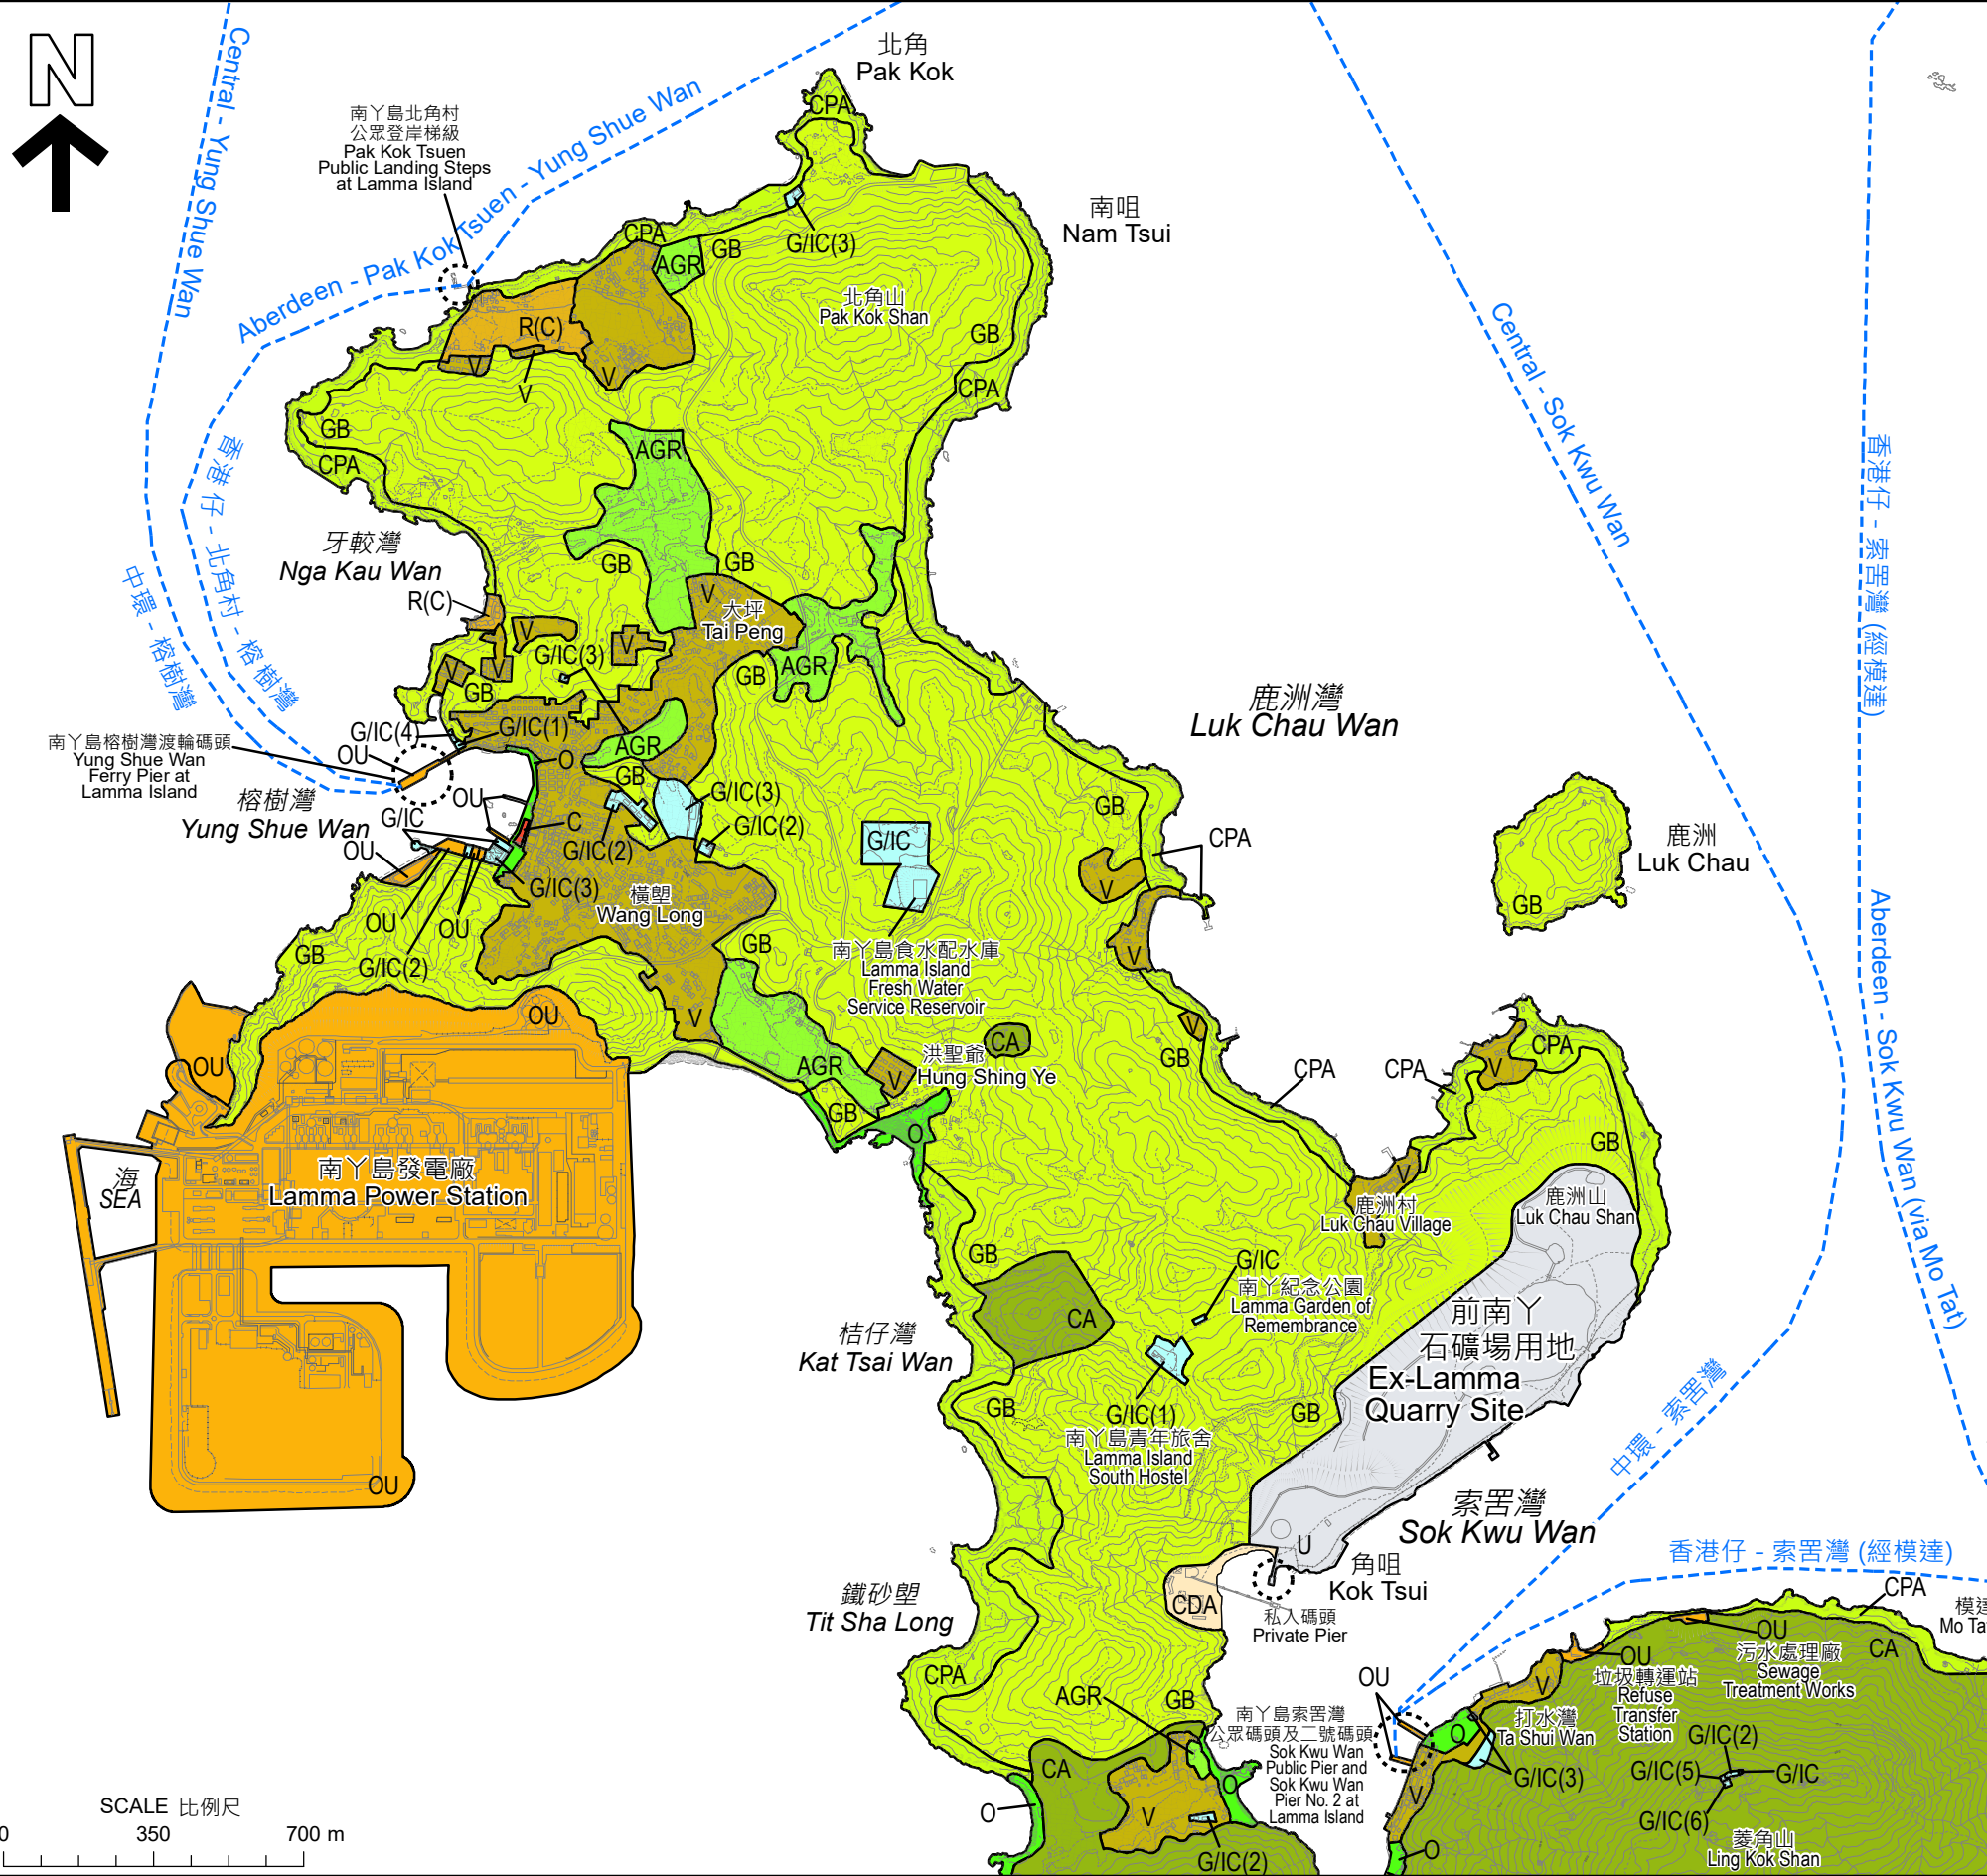 N
北角
Pak Kok
CPA
南丫島北角村
公眾登岸梯級
Pak Kok Tsuen
Public Landing Steps
at Lamma Island
Central - Yung Shue Wan
Aberdeen - Pak Kok Tsuen - Yung Shue Wan
南咀
Nam Tsui
G/IC(3)
CPA
GB
AGR
北角山
Pak Kok Shan
R(C)
GB
V
V
V
CPA
Central - Sok Kwu Wan
GB
CPA
AGR
香港仔 - 北角村 - 榕樹灣
中環 - 榕樹灣
香港仔 - 索罟灣 (經模達)
牙較灣
Nga Kau Wan
GB
GB
R(C)
V
大坪
Tai Peng
V
V
G/IC(3)
V
V
GB
GB
AGR
鹿洲灣
Luk Chau Wan
G/IC(4)
G/IC(1)
南丫島榕樹灣渡輪碼頭
Yung Shue Wan
Ferry Pier at
Lamma Island
OU
O
AGR
GB
榕樹灣
Yung Shue Wan
OU
G/IC
C
G/IC(3)
G/IC(2)
G/IC(2)
OU
G/IC(3)
G/IC
GB
CPA
鹿洲
Luk Chau
GB
V
橫塱
Wang Long
OU
OU
G/IC(2)
GB
GB
V
南丫島食水配水庫
Lamma Island
Fresh Water
Service Reservoir
Aberdeen - Sok Kwu Wan (via Mo Tat)
OU
V
V
CA
洪聖爺
Hung Shing Ye
OU
AGR
V
GB
GB
CPA
CPA
V
CPA
O
GB
海
SEA
南丫島發電廠
Lamma Power Station
V
鹿洲村
Luk Chau Village
鹿洲山
Luk Chau Shan
GB
G/IC
南丫紀念公園
Lamma Garden of
Remembrance
CA
前南丫
石礦場用地
Ex-Lamma
Quarry Site
桔仔灣
Kat Tsai Wan
GB
G/IC(1)
GB
南丫島青年旅舍
Lamma Island
South Hostel
OU
中環 - 索罟灣
索罟灣
Sok Kwu Wan
U
角咀
Kok Tsui
香港仔 - 索罟灣 (經模達)
鐵砂塱
Tit Sha Long
CDA
私人碼頭
Private Pier
CPA
Mo Ta
CPA
AGR
GB
OU
OU
OU
CA
污水處理廠
Sewage
Treatment Works
垃圾轉運站
Refuse
Transfer
Station
V
南丫島索罟灣
公眾碼頭及二號碼頭
Sok Kwu Wan
Public Pier and
Sok Kwu Wan
Pier No. 2 at
Lamma Island
O
打水灣
Ta Shui Wan
G/IC(2)
G/IC(5)
G/IC
G/IC(6)
G/IC(3)
CA
O
V
O
V
G/IC(2)
O
菱角山
Ling Kok Shan
SCALE 比例尺
0 350 700 m